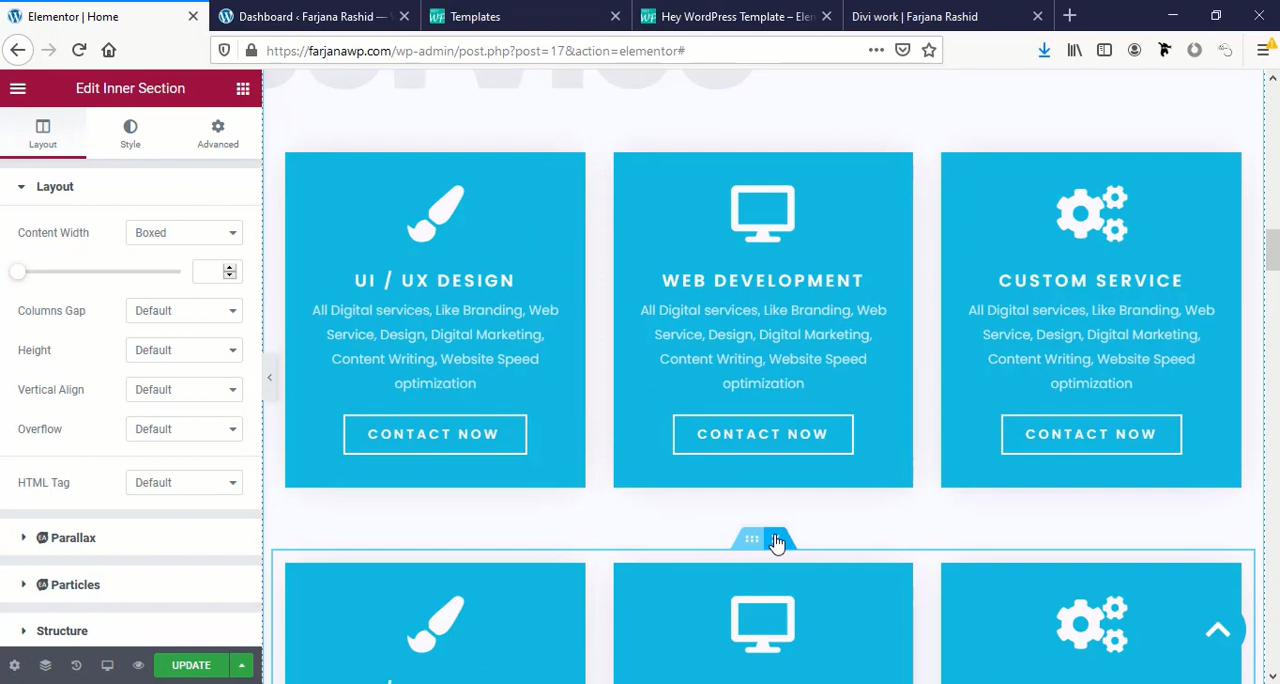 Elementor | Home
Dashboard ‹ Farjana Rashid —
Templates
Hey WordPress Template – Elem
Divi work | Farjana Rashid
https://farjanawp.com/wp-admin/post.php?post=17&action=elementor#
Edit Inner Section
Layout
Style
Advanced
Layout
Content Width
Boxed
Columns Gap
Default
Height
Default
Vertical Align
Default
Overflow
Default
HTML Tag
Default
Parallax
Particles
Structure
UPDATE
service
UI / UX DESIGN
All Digital services, Like Branding, Web
Service, Design, Digital Marketing,
Content Writing, Website Speed
optimization
CONTACT NOW
WEB DEVELOPMENT
All Digital services, Like Branding, Web
Service, Design, Digital Marketing,
Content Writing, Website Speed
optimization
CONTACT NOW
CUSTOM SERVICE
All Digital services, Like Branding, Web
Service, Design, Digital Marketing,
Content Writing, Website Speed
optimization
CONTACT NOW